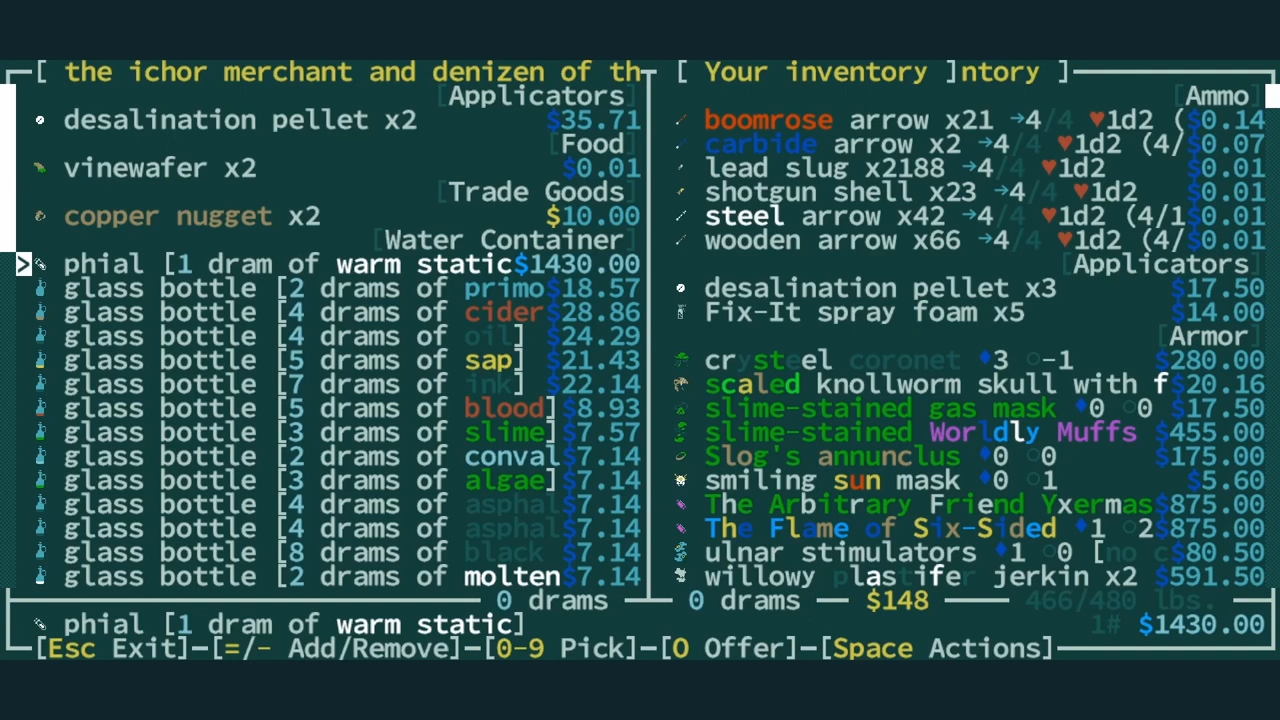 [ the ichor merchant and denizen of th
[Applicators]
desalination pellet x2 $35.71
[Food]
vinewafer x2 $0.01
[Trade Goods]
copper nugget x2 $10.00
[Water Container]
> phial [1 dram of warm static$1430.00
glass bottle [2 drams of primo$18.57
glass bottle [4 drams of cider$28.86
glass bottle [4 drams of oil] $24.29
glass bottle [5 drams of sap] $21.43
glass bottle [7 drams of ink] $22.14
glass bottle [5 drams of blood]$8.93
glass bottle [3 drams of slime]$7.57
glass bottle [2 drams of conval$7.14
glass bottle [3 drams of algae]$7.14
glass bottle [4 drams of asphal$7.14
glass bottle [4 drams of asphal$7.14
glass bottle [8 drams of black $7.14
glass bottle [2 drams of molten$7.14
0 drams
[ Your inventory ]ntory ]
[Ammo]
boomrose arrow x21 →4/4 ♥1d2 ($0.14
carbide arrow x2 →4/4 ♥1d2 (4/$0.07
lead slug x2188 →4/4 ♥1d2 $0.01
shotgun shell x23 →4/4 ♥1d2 $0.01
steel arrow x42 →4/4 ♥1d2 (4/1$0.01
wooden arrow x66 →4/4 ♥1d2 (4/$0.01
[Applicators]
desalination pellet x3 $17.50
Fix-It spray foam x5 $14.00
[Armor]
crysteel coronet ♦3 ○-1 $280.00
scaled knollworm skull with f$20.16
slime-stained gas mask ♦0 ○0 $17.50
slime-stained Worldly Muffs $455.00
Slog's annunclus ♦0 ○0 $175.00
smiling sun mask ♦0 ○1 $5.60
The Arbitrary Friend Yxermas$875.00
The Flame of Six-Sided ♦1 ○2$875.00
ulnar stimulators ♦1 ○0 [no c$80.50
willowy plastifer jerkin x2 $591.50
0 drams $148 466/480 lbs.
phial [1 dram of warm static] 1# $1430.00
[Esc Exit]-[=/- Add/Remove]-[0-9 Pick]-[O Offer]-[Space Actions]